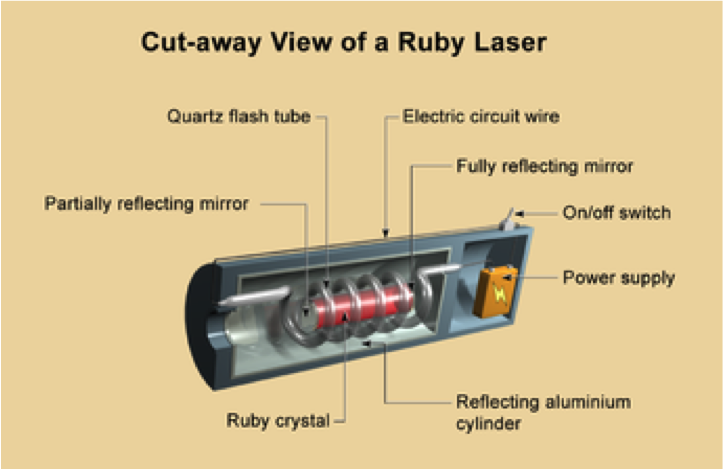 Cut-away View of a Ruby Laser
Quartz flash tube
Electric circuit wire
Fully reflecting mirror
Partially reflecting mirror
On/off switch
Power supply
Reflecting aluminium
cylinder
Ruby crystal